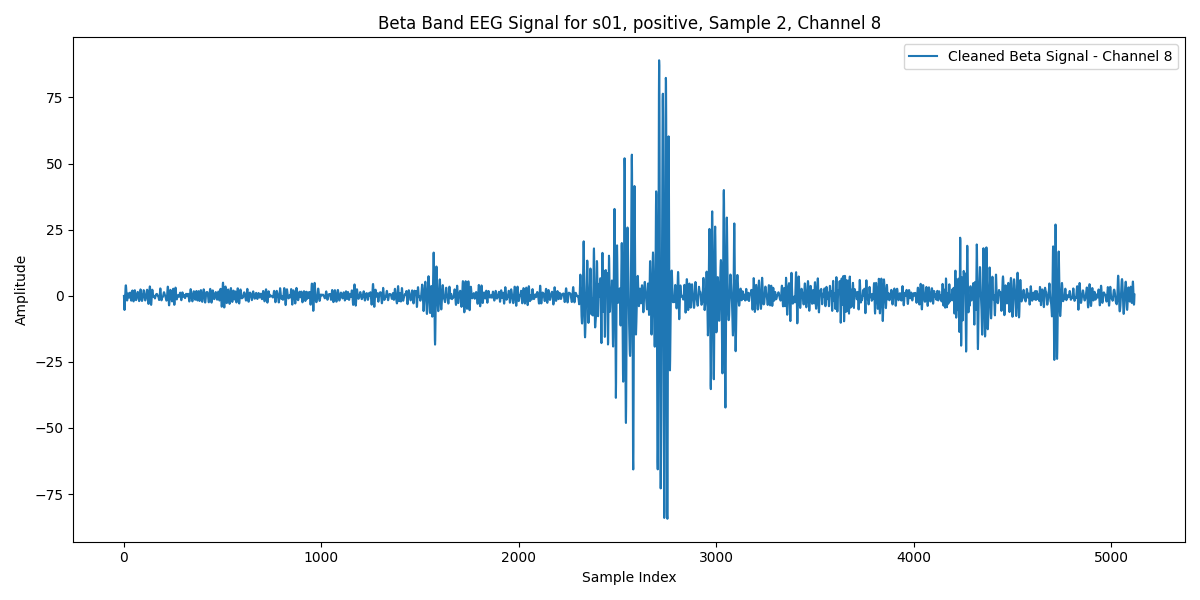 Beta Band EEG Signal for s01, positive, Sample 2, Channel 8
Cleaned Beta Signal - Channel 8
Amplitude
75
50
25
0
−25
−50
−75
0 1000 2000 3000 4000 5000
Sample Index